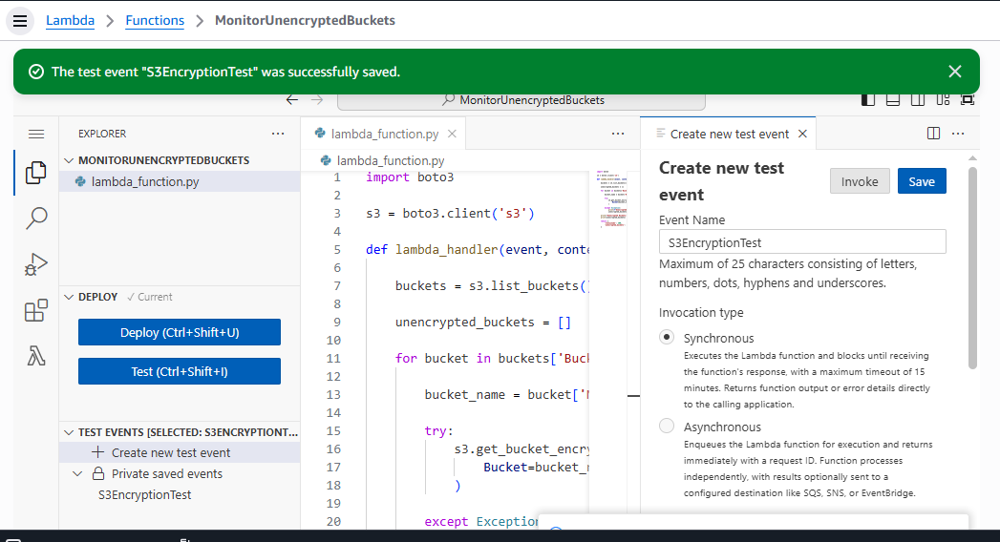 Lambda > Functions > MonitorUnencryptedBuckets
The test event "S3EncryptionTest" was successfully saved.
MonitorUnencryptedBuckets
EXPLORER
MONITORUNENCRYPTEDBUCKETS
lambda_function.py
DEPLOY Current
Deploy (Ctrl+Shift+U)
Test (Ctrl+Shift+I)
TEST EVENTS [SELECTED: S3ENCRYPTIONT...
Create new test event
Private saved events
S3EncryptionTest
lambda_function.py
lambda_function.py
1 import boto3
2
3 s3 = boto3.client('s3')
4
5 def lambda_handler(event, conte
6
7 buckets = s3.list_buckets()
8
9 unencrypted_buckets = []
10
11 for bucket in buckets['Buck
12
13 bucket_name = bucket['N
14
15 try:
16 s3.get_bucket_encry
17 Bucket=bucket_n
18 )
19
20 except Exception
Create new test event
Create new test
event
Invoke
Save
Event Name
S3EncryptionTest
Maximum of 25 characters consisting of letters,
numbers, dots, hyphens and underscores.
Invocation type
Synchronous
Executes the Lambda function and blocks until receiving
the function's response, with a maximum timeout of 15
minutes. Returns function output or error details directly
to the calling application.
Asynchronous
Enqueues the Lambda function for execution and returns
immediately with a request ID. Function processes
independently, with results optionally sent to a
configured destination like SQS, SNS, or EventBridge.